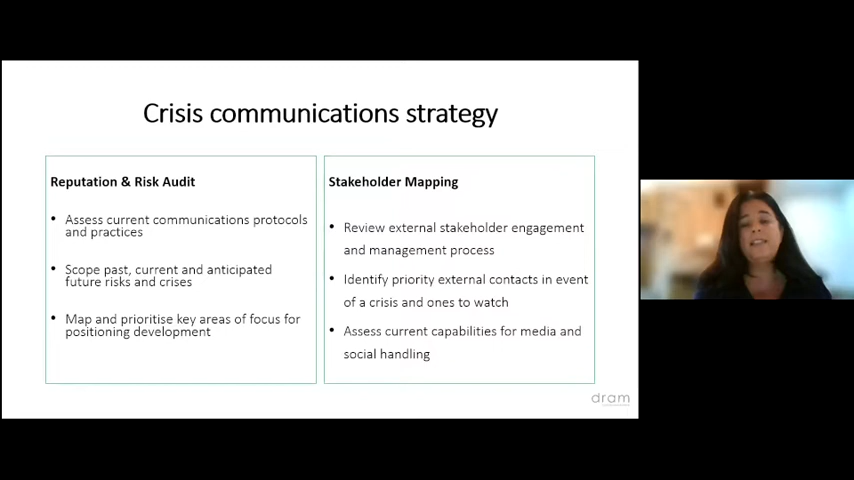 Crisis communications strategy
Reputation & Risk Audit
• Assess current communications protocols
and practices
• Scope past, current and anticipated
future risks and crises
• Map and prioritise key areas of focus for
positioning development
Stakeholder Mapping
• Review external stakeholder engagement
and management process
• Identify priority external contacts in event
of a crisis and ones to watch
• Assess current capabilities for media and
social handling
dram